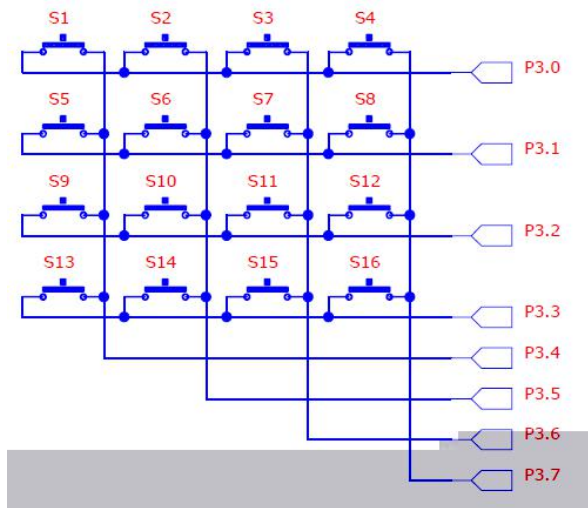 S1 S2 S3 S4
P3.0
S5 S6 S7 S8
P3.1
S9 S10 S11 S12
P3.2
S13 S14 S15 S16
P3.3
P3.4
P3.5
P3.6
P3.7